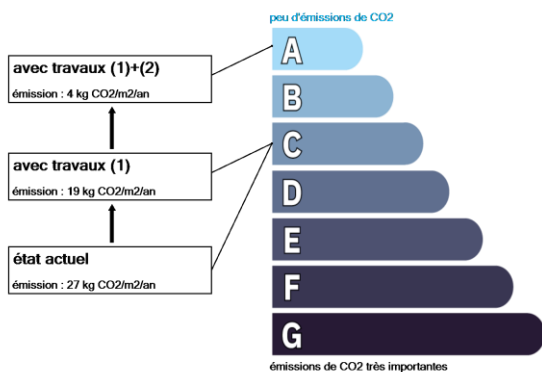 peu d'émissions de CO2
A
avec travaux (1)+(2)
émission : 4 kg CO2/m2/an
B
C
avec travaux (1)
émission : 19 kg CO2/m2/an
D
E
état actuel
émission : 27 kg CO2/m2/an
F
G
émissions de CO2 très importantes